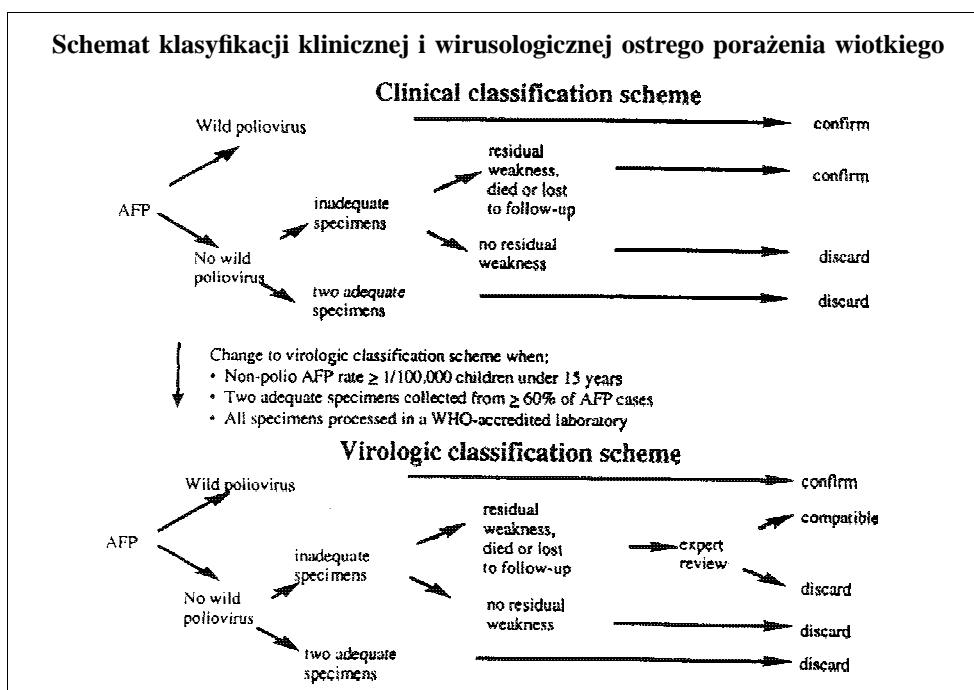 Schemat klasyfikacji klinicznej i wirusologicznej ostrego porażenia wiotkiego
Clinical classification scheme
Wild poliovirus
confirm
residual
weakness,
died or lost
to follow-up
confirm
AFP
inadequate
specimens
No wild
poliovirus
no residual
weakness
discard
two adequate
specimens
discard
Change to virologic classification scheme when;
• Non-polio AFP rate ≥ 1/100,000 children under 15 years
• Two adequate specimens collected from ≥ 60% of AFP cases
• All specimens processed in a WHO-accredited laboratory
Virologic classification scheme
Wild poliovirus
confirm
residual
weakness,
died or lost
to follow-up
compatible
AFP
inadequate
specimens
expert
review
discard
No wild
poliovirus
no residual
weakness
discard
two adequate
specimens
discard